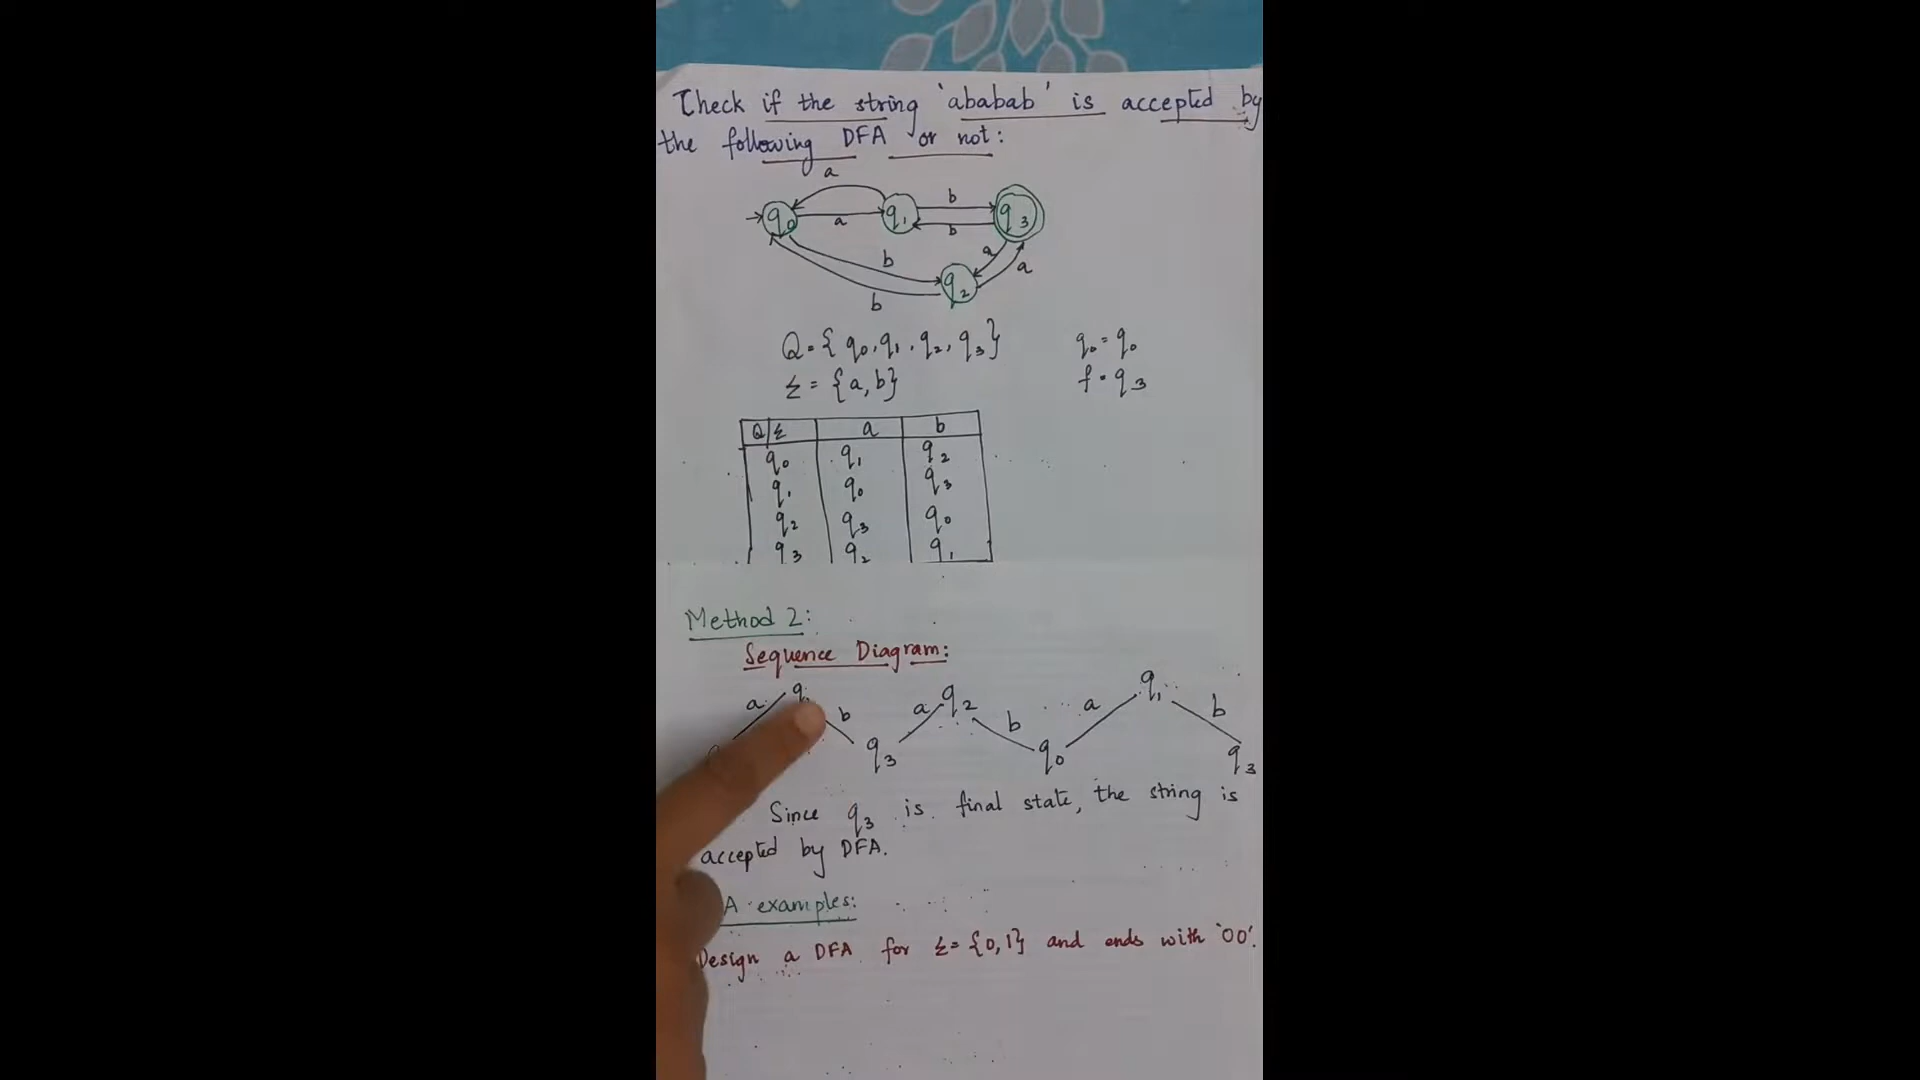 Check if the string 'ababab' is accepted by
the following DFA or not:
a
q₀ a q₁ b q₃
b
b a
q₂ a
b
Q = { q₀, q₁, q₂, q₃} q₀ = q₀
Σ = {a, b} f = q₃
Q/Σ a b
q₀ q₁ q₂
q₁ q₀ q₃
q₂ q₃ q₀
q₃ q₂ q₁
Method 2:
Sequence Diagram:
a b a q₂ b a q₁ b
q₃ q₀ q₃
Since q₃ is final state, the string is
accepted by DFA.
examples:
Design a DFA for Σ= {0,1} and ends with '00'.